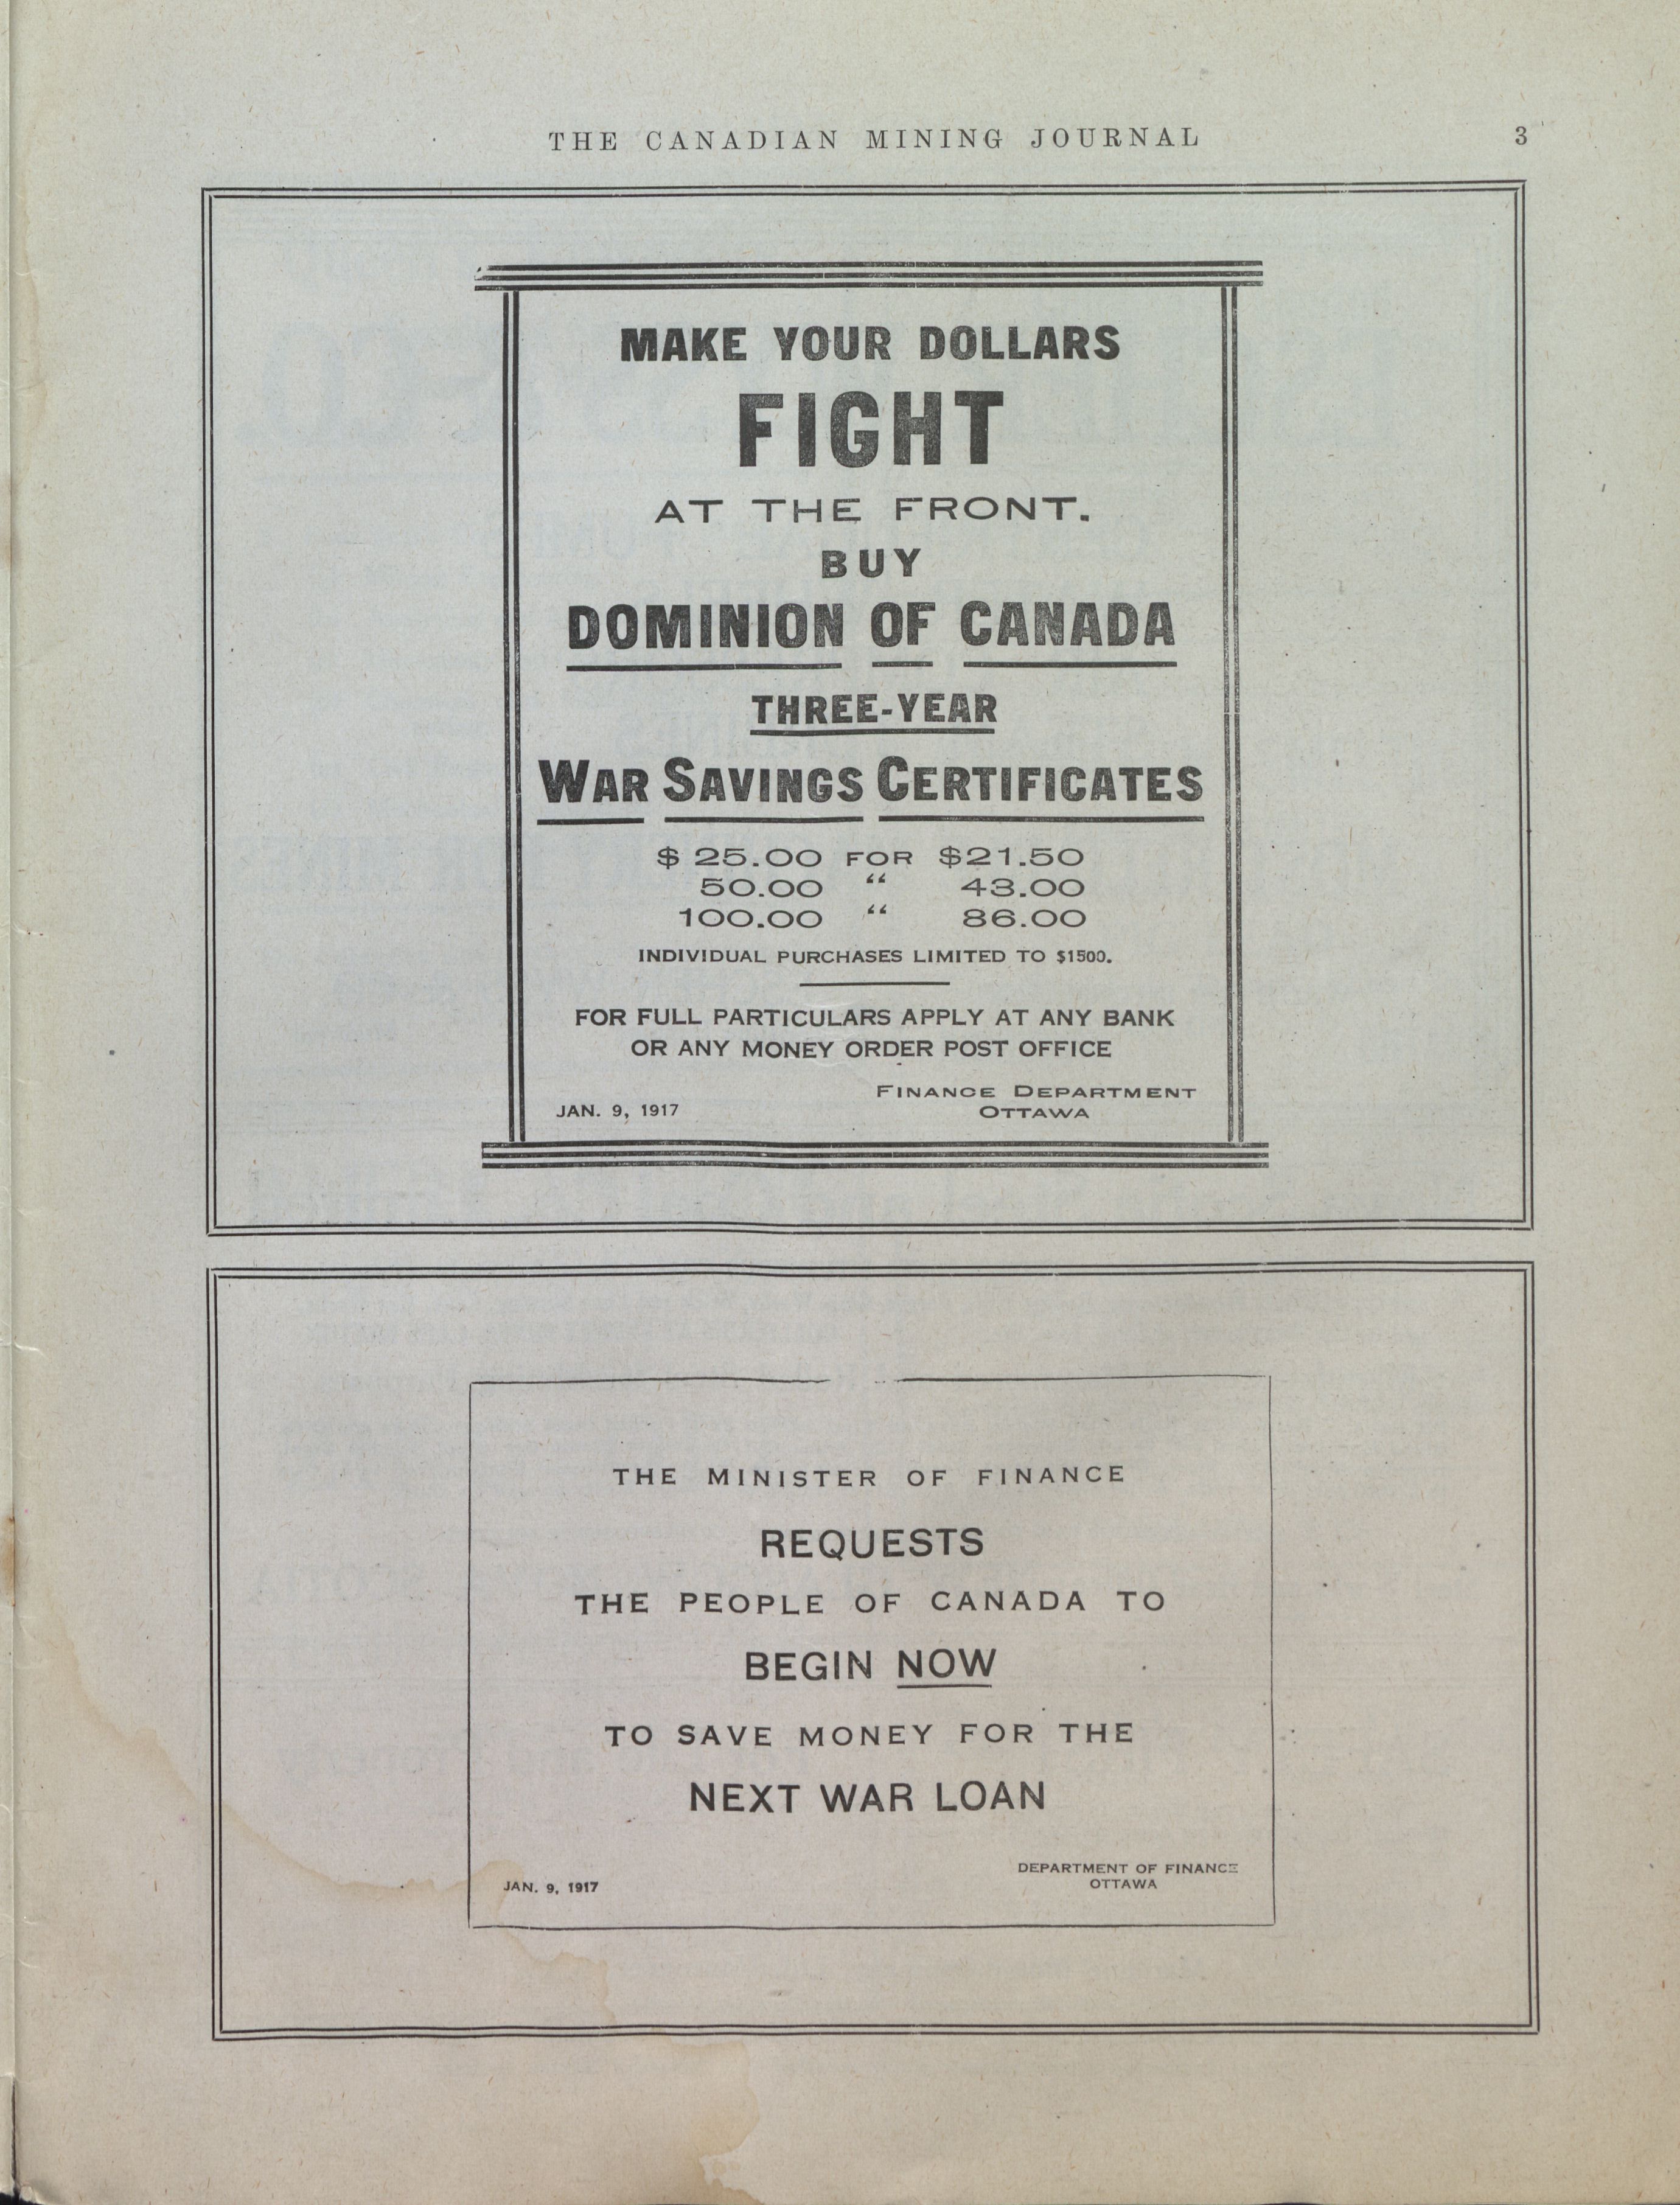 THE CANADIAN MINING JOURNAL 3
MAKE YOUR DOLLARS
FIGHT
AT THE FRONT.
BUY
DOMINION OF CANADA
THREE-YEAR
WAR SAVINGS CERTIFICATES
$ 25.00 FOR $21.50
50.00 “ 43.00
100.00 “ 86.00
INDIVIDUAL PURCHASES LIMITED TO $1500.
FOR FULL PARTICULARS APPLY AT ANY BANK
OR ANY MONEY ORDER POST OFFICE
FINANCE DEPARTMENT
JAN. 9, 1917 OTTAWA
THE MINISTER OF FINANCE
REQUESTS
THE PEOPLE OF CANADA TO
BEGIN NOW
TO SAVE MONEY FOR THE
NEXT WAR LOAN
DEPARTMENT OF FINANCE
JAN. 9, 1917 OTTAWA